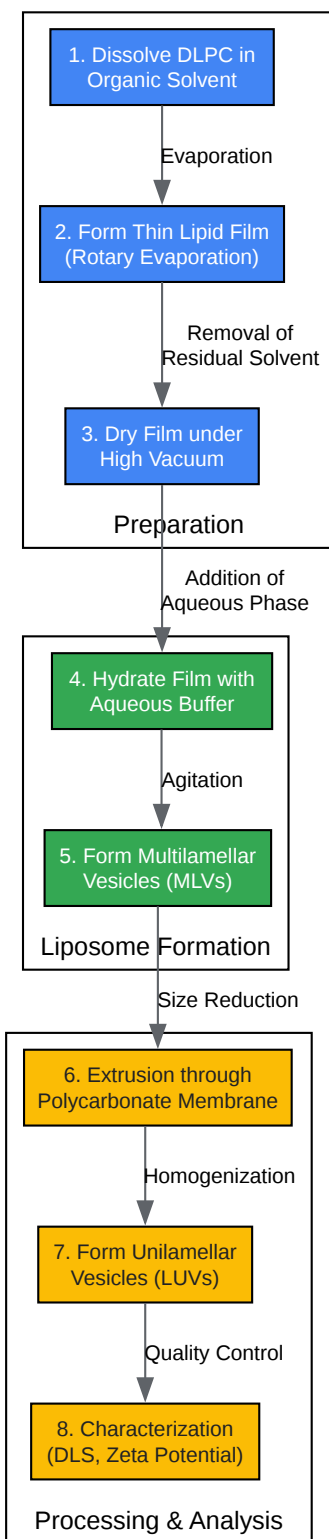 1. Dissolve DLPC in
Organic Solvent
Evaporation
2. Form Thin Lipid Film
(Rotary Evaporation)
Removal of
Residual Solvent
3. Dry Film under
High Vacuum
Preparation
Addition of
Aqueous Phase
4. Hydrate Film with
Aqueous Buffer
Agitation
5. Form Multilamellar
Vesicles (MLVs)
Liposome Formation
Size Reduction
6. Extrusion through
Polycarbonate Membrane
Homogenization
7. Form Unilamellar
Vesicles (LUVs)
Quality Control
8. Characterization
(DLS, Zeta Potential)
Processing & Analysis